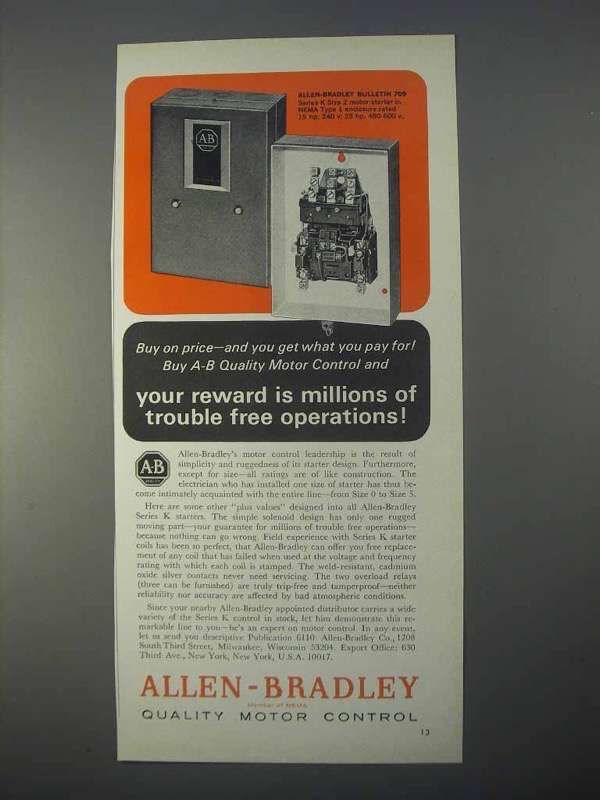 ALLEN-BRADLEY BULLETIN 709
Series K Size 2 motor starter in
NEMA Type 1 enclosure rated
15 hp, 240 v; 25 hp, 480-600 v.
A-B
Buy on price—and you get what you pay for!
Buy A-B Quality Motor Control and
your reward is millions of
trouble free operations!
A-B
Allen-Bradley's motor control leadership is the result of
simplicity and ruggedness of its starter design. Furthermore,
except for size—all ratings are of like construction. The
electrician who has installed one size of starter has thus be-
come intimately acquainted with the entire line—from Size 0 to Size 5.
Here are some other "plus values" designed into all Allen-Bradley
Series K starters. The simple solenoid design has only one rugged
moving part—your guarantee for millions of trouble free operations—
because nothing can go wrong. Field experience with Series K starter
coils has been so perfect, that Allen-Bradley can offer you free replace-
ment of any coil that has failed when used at the voltage and frequency
rating with which each coil is stamped. The weld-resistant, cadmium
oxide silver contacts never need servicing. The two overload relays
(three can be furnished) are truly trip-free and tamperproof—neither
reliability nor accuracy are affected by bad atmospheric conditions.
Since your nearby Allen-Bradley appointed distributor carries a wide
variety of the Series K control in stock, let him demonstrate this re-
markable line to you—he's an expert on motor control. In any event,
let us send you descriptive Publication 6110. Allen-Bradley Co., 1208
South Third Street, Milwaukee, Wisconsin 53204. Export Office: 630
Third Ave., New York, New York, U.S.A. 10017.
ALLEN-BRADLEY
Member of NEMA
QUALITY MOTOR CONTROL
13